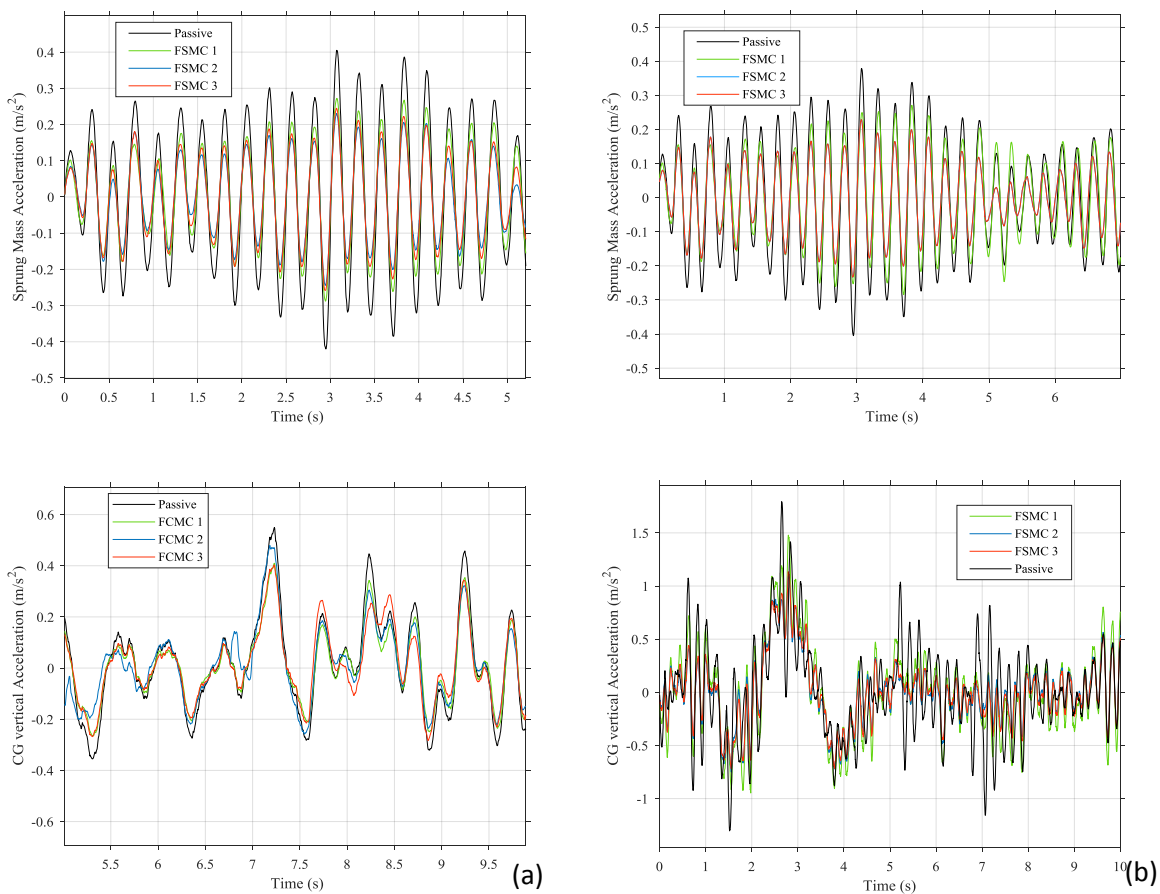 Sprung Mass Acceleration (m/s²)
0.4
0.3
0.2
0.1
0
-0.1
-0.2
-0.3
-0.4
-0.5
Passive
FSMC 1
FSMC 2
FSMC 3
0 0.5 1 1.5 2 2.5 3 3.5 4 4.5 5
Time (s)
Sprung Mass Acceleration (m/s²)
0.5
0.4
0.3
0.2
0.1
0
-0.1
-0.2
-0.3
-0.4
-0.5
Passive
FSMC 1
FSMC 2
FSMC 3
1 2 3 4 5 6
Time (s)
CG vertical Acceleration (m/s²)
0.6
0.4
0.2
0
-0.2
-0.4
-0.6
Passive
FCMC 1
FCMC 2
FCMC 3
5.5 6 6.5 7 7.5 8 8.5 9 9.5
Time (s)
(a)
CG vertical Acceleration (m/s²)
1.5
1
0.5
0
-0.5
-1
FSMC 1
FSMC 2
FSMC 3
Passive
0 1 2 3 4 5 6 7 8 9 10
Time (s)
(b)